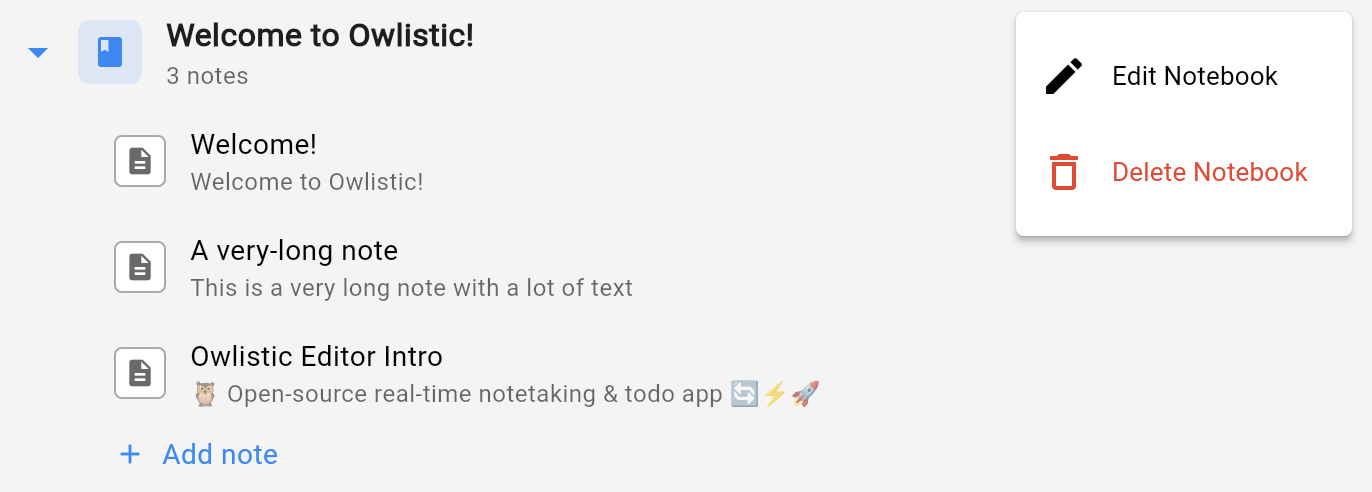 Welcome to Owlistic!
3 notes
Welcome!
Welcome to Owlistic!
A very-long note
This is a very long note with a lot of text
Owlistic Editor Intro
🦉 Open-source real-time notetaking & todo app 🔄⚡🚀
+ Add note
Edit Notebook
Delete Notebook